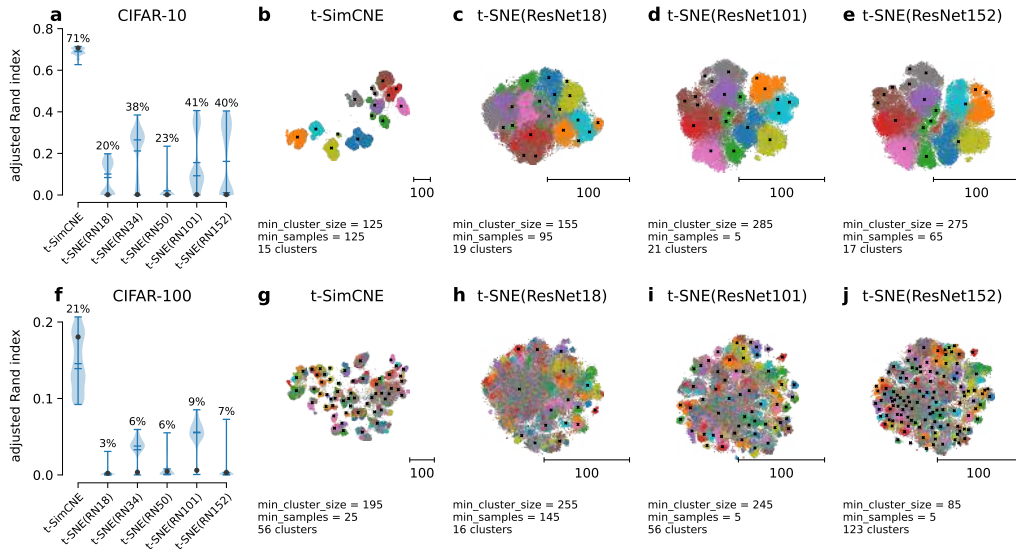 a CIFAR-10
adjusted Rand index
0.8
0.6
0.4
0.2
0.0
71%
20%
38%
23%
41%
40%
t-SimCNE
t-SNE(RN18)
t-SNE(RN34)
t-SNE(RN50)
t-SNE(RN101)
t-SNE(RN152)
b t-SimCNE
100
min_cluster_size = 125
min_samples = 125
15 clusters
c t-SNE(ResNet18)
100
min_cluster_size = 155
min_samples = 95
19 clusters
d t-SNE(ResNet101)
100
min_cluster_size = 285
min_samples = 5
21 clusters
e t-SNE(ResNet152)
100
min_cluster_size = 275
min_samples = 65
17 clusters
f CIFAR-100
adjusted Rand index
0.2
0.1
0.0
21%
3%
6%
6%
9%
7%
t-SimCNE
t-SNE(RN18)
t-SNE(RN34)
t-SNE(RN50)
t-SNE(RN101)
t-SNE(RN152)
g t-SimCNE
100
min_cluster_size = 195
min_samples = 25
56 clusters
h t-SNE(ResNet18)
100
min_cluster_size = 255
min_samples = 145
16 clusters
i t-SNE(ResNet101)
100
min_cluster_size = 245
min_samples = 5
56 clusters
j t-SNE(ResNet152)
100
min_cluster_size = 85
min_samples = 5
123 clusters